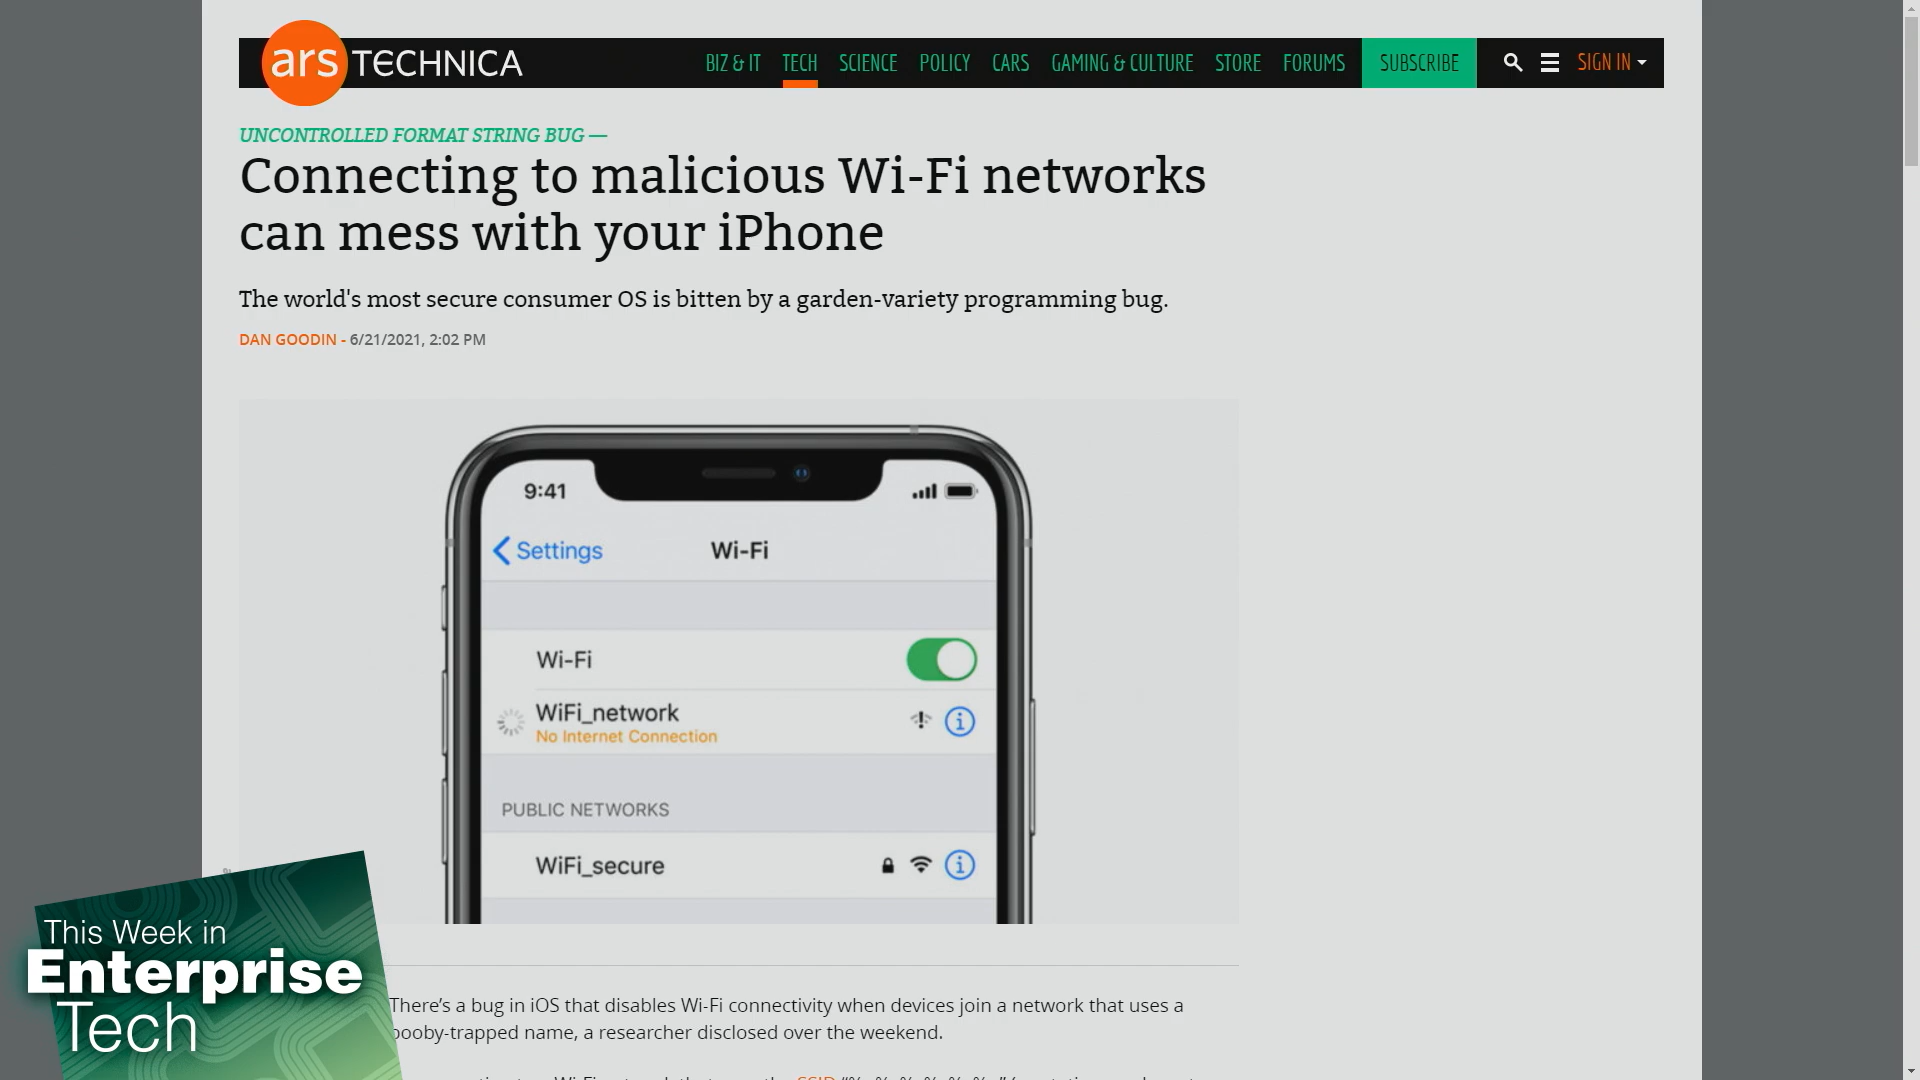 ars TECHNICA
BIZ & IT TECH SCIENCE POLICY CARS GAMING & CULTURE STORE FORUMS SUBSCRIBE SIGN IN
UNCONTROLLED FORMAT STRING BUG —
Connecting to malicious Wi-Fi networks
can mess with your iPhone
The world's most secure consumer OS is bitten by a garden-variety programming bug.
DAN GOODIN - 6/21/2021, 2:02 PM
9:41
Settings Wi-Fi
Wi-Fi
WiFi_network
No Internet Connection
PUBLIC NETWORKS
WiFi_secure
This Week in
Enterprise
Tech
There’s a bug in iOS that disables Wi-Fi connectivity when devices join a network that uses a
booby-trapped name, a researcher disclosed over the weekend.